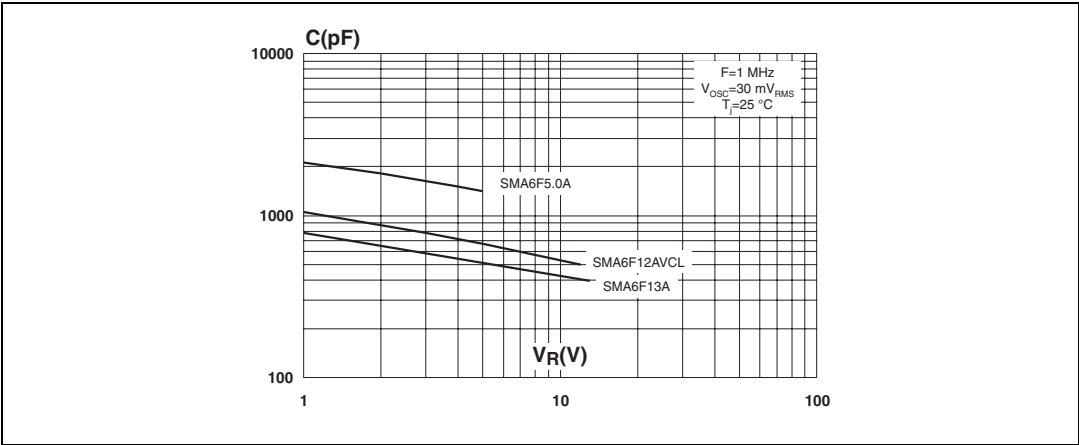 C(pF)
10000
F=1 MHz
VOSC=30 mVRMS
Tj=25 °C
SMA6F5.0A
1000
SMA6F12AVCL
SMA6F13A
VR(V)
100
1
10
100